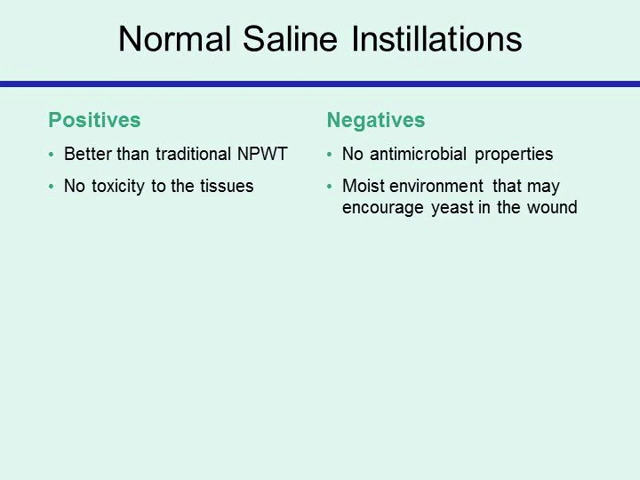 Normal Saline Instillations
Positives
• Better than traditional NPWT
• No toxicity to the tissues
Negatives
• No antimicrobial properties
• Moist environment that may
encourage yeast in the wound